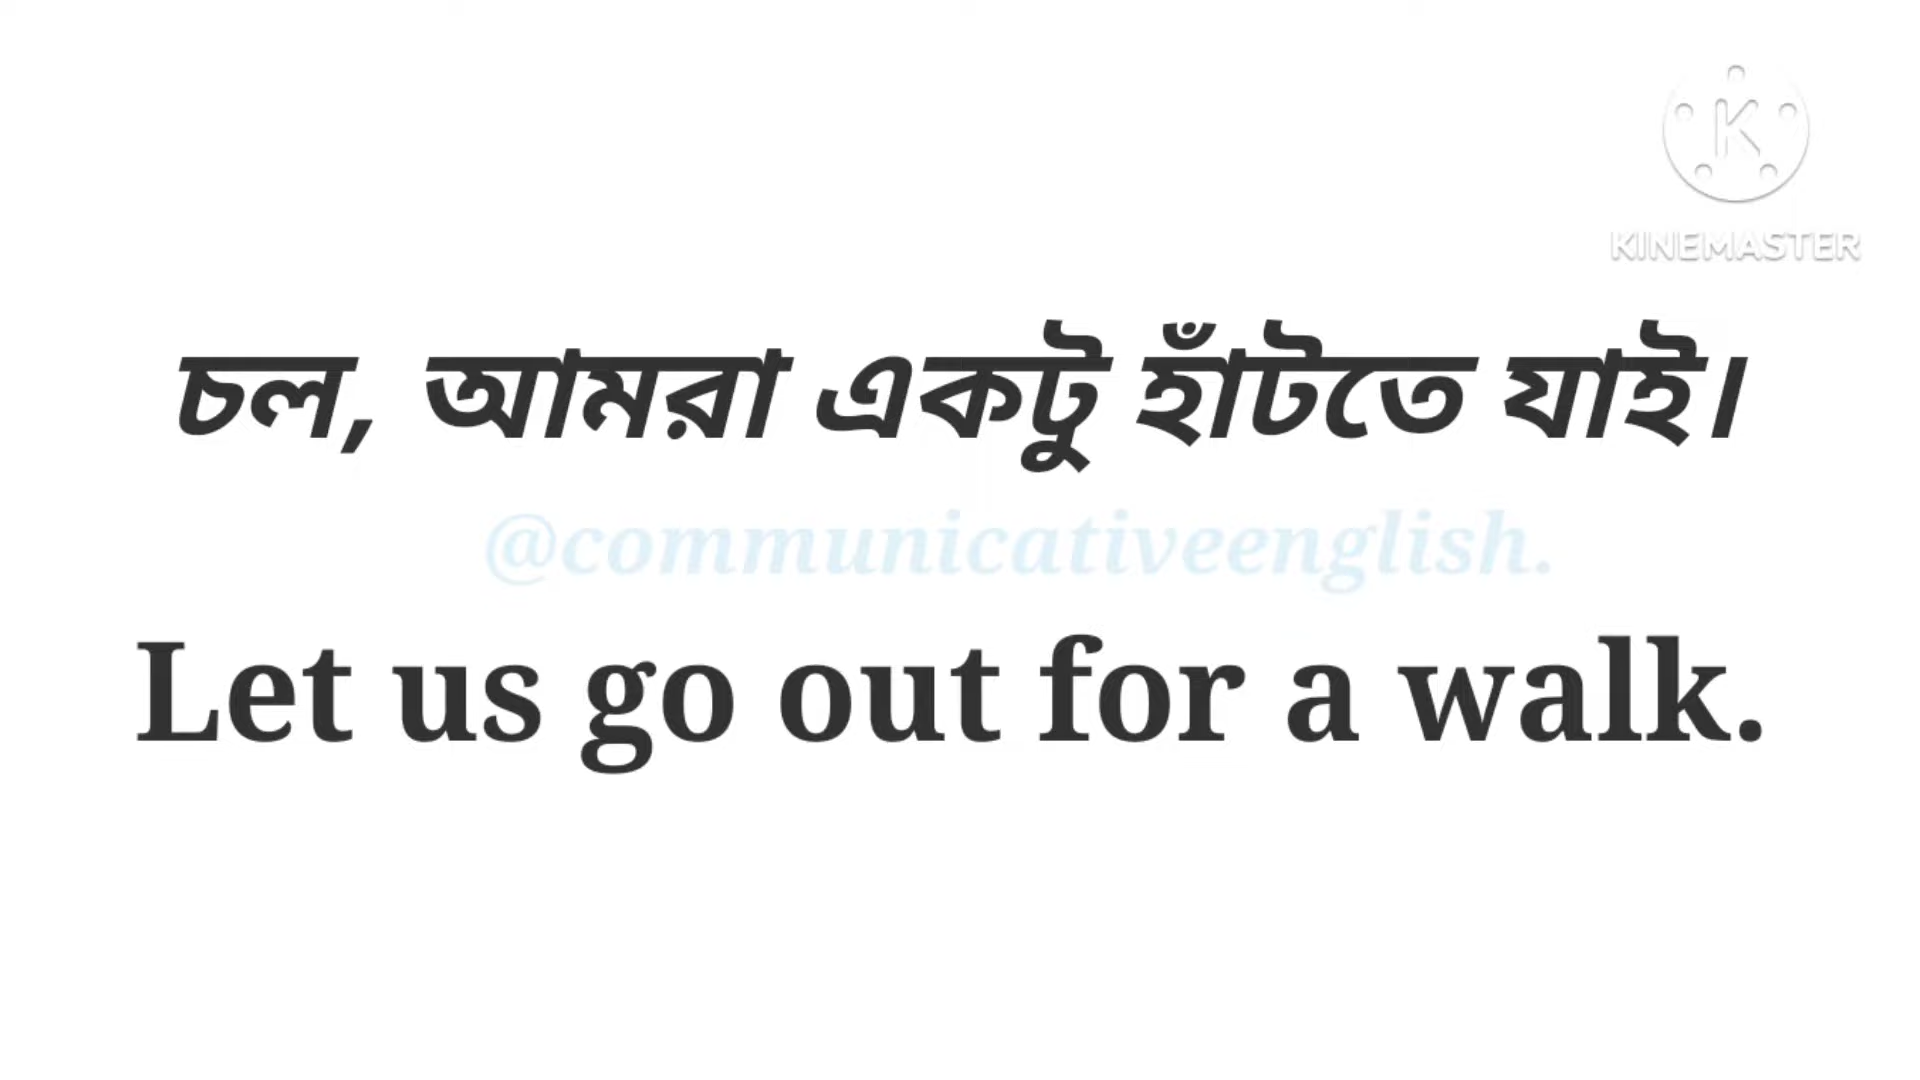 KINEMASTER
চল, আমরা একটু হাঁটতে যাই।
@communicativeenglish.
Let us go out for a walk.